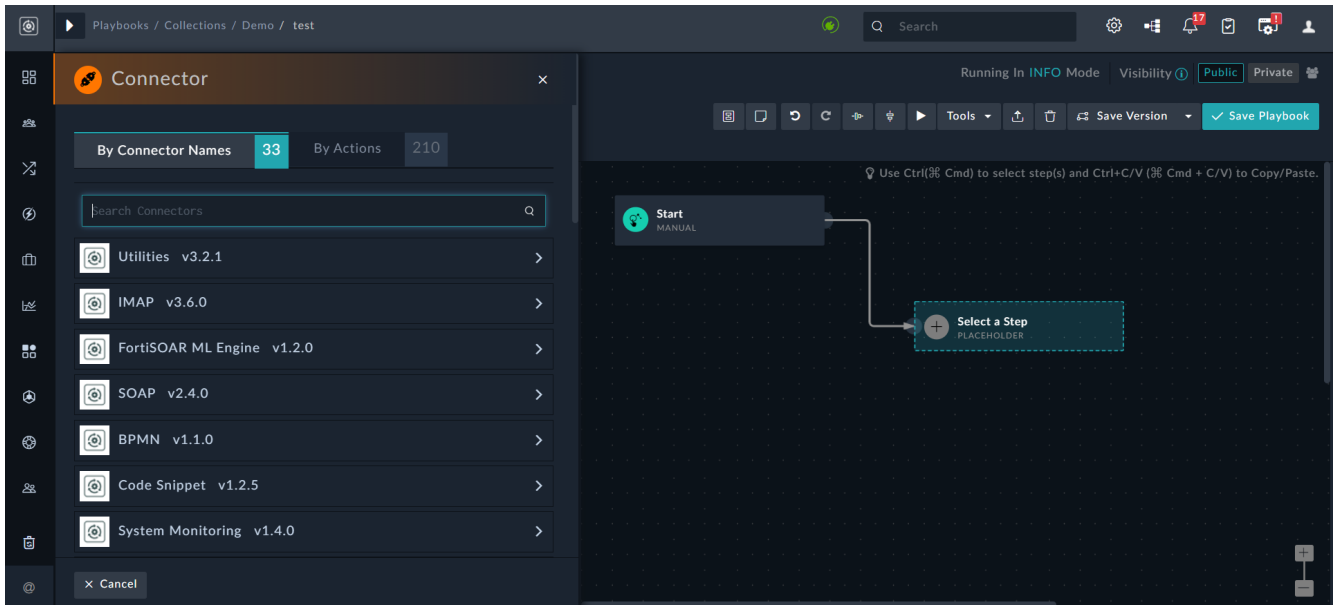 Playbooks / Collections / Demo / test
Search
17
!
Connector
×
Running In INFO Mode
Visibility
Public
Private
By Connector Names 33
By Actions 210
Tools
Save Version
Save Playbook
Use Ctrl(⌘ Cmd) to select step(s) and Ctrl+C/V (⌘ Cmd + C/V) to Copy/Paste.
Search Connectors
Utilities v3.2.1
IMAP v3.6.0
FortiSOAR ML Engine v1.2.0
SOAP v2.4.0
BPMN v1.1.0
Code Snippet v1.2.5
System Monitoring v1.4.0
× Cancel
@
Start
MANUAL
Select a Step
PLACEHOLDER